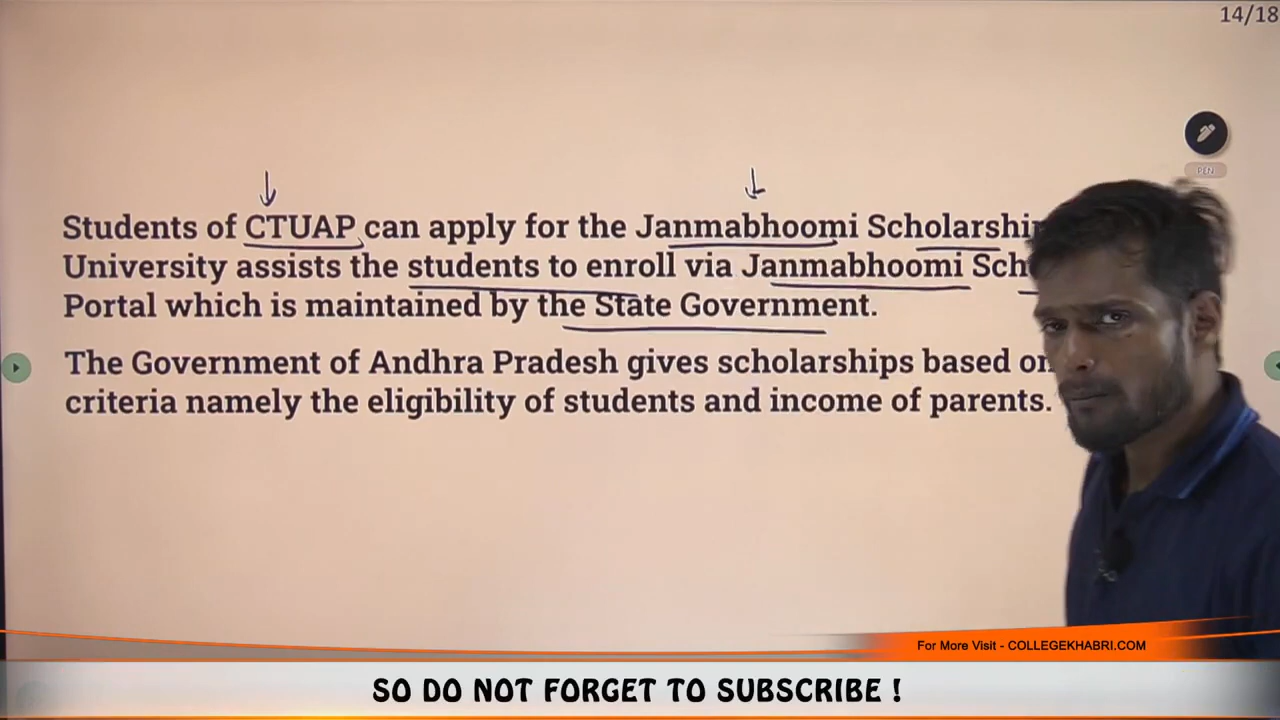 14/18
PEN
Students of CTUAP can apply for the Janmabhoomi
University assists the students to enroll via Janmabhoomi
Portal which is maintained by the State Government.
The Government of Andhra Pradesh gives scholarships based on
criteria namely the eligibility of students and income of parents.
For More Visit - COLLEGEKHABRI.COM
SO DO NOT FORGET TO SUBSCRIBE !